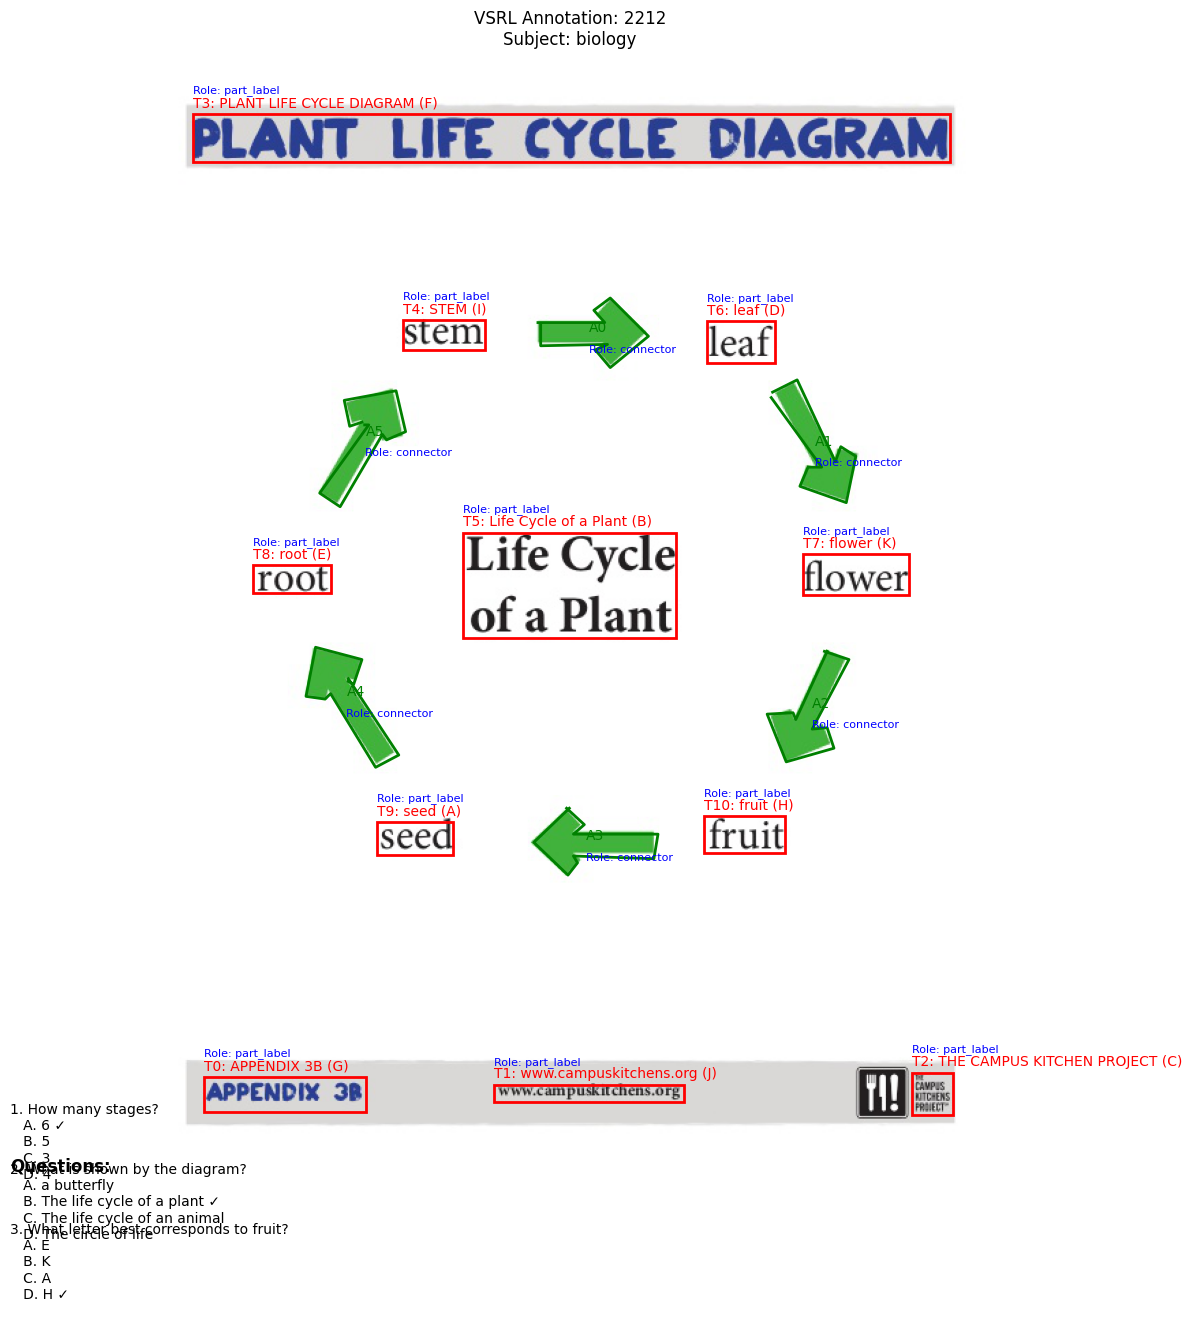 VSRL Annotation: 2212
Subject: biology
Role: part_label
T3: PLANT LIFE CYCLE DIAGRAM (F)
PLANT LIFE CYCLE DIAGRAM
Role: part_label
T4: STEM (I)
stem
A0
Role: connector
Role: part_label
T6: leaf (D)
leaf
A5
Role: connector
A1
Role: connector
Role: part_label
T5: Life Cycle of a Plant (B)
Life Cycle
of a Plant
Role: part_label
T8: root (E)
root
Role: part_label
T7: flower (K)
flower
A4
Role: connector
A2
Role: connector
Role: part_label
T9: seed (A)
seed
A3
Role: connector
Role: part_label
T10: fruit (H)
fruit
Role: part_label
T0: APPENDIX 3B (G)
APPENDIX 3B
Role: part_label
T1: www.campuskitchens.org (J)
www.campuskitchens.org
Role: part_label
T2: THE CAMPUS KITCHEN PROJECT (C)
THE
CAMPUS
KITCHENS
PROJECT
1. How many stages?
A. 6 ✓
B. 5
C. 3
D. 4
Questions:
2. What is shown by the diagram?
A. a butterfly
B. The life cycle of a plant ✓
C. The life cycle of an animal
D. The circle of life
3. What letter best corresponds to fruit?
A. E
B. K
C. A
D. H ✓